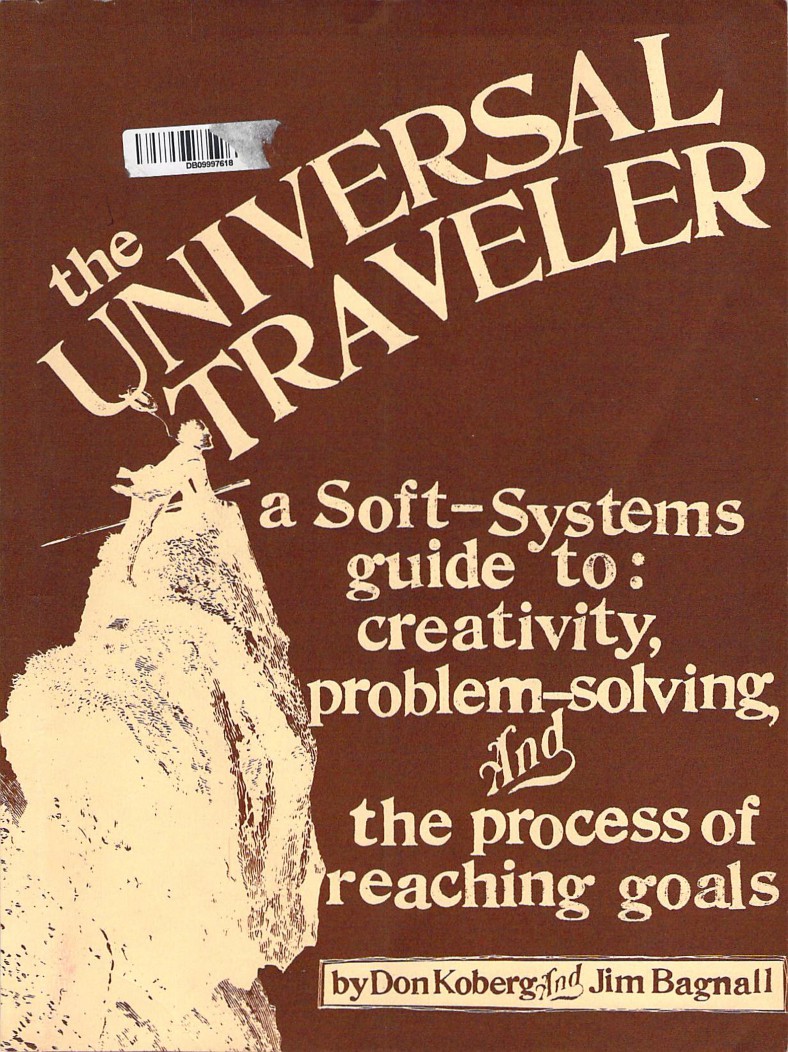 DB09997618
the
UNIVERSAL
TRAVELER
a Soft-Systems
guide to:
creativity,
problem-solving,
And
the process of
reaching goals
by Don Koberg And Jim Bagnall